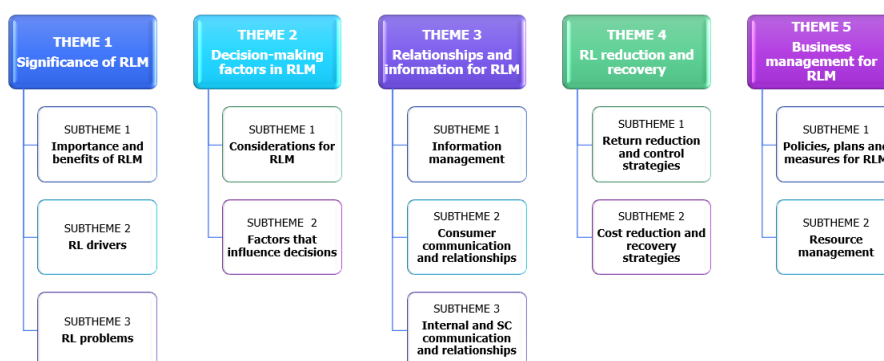 THEME 1
Significance of RLM
SUBTHEME 1
Importance and
benefits of RLM
SUBTHEME 2
RL drivers
SUBTHEME 3
RL problems
THEME 2
Decision-making
factors in RLM
SUBTHEME 1
Considerations for
RLM
SUBTHEME 2
Factors that
influence decisions
THEME 3
Relationships and
information for RLM
SUBTHEME 1
Information
management
SUBTHEME 2
Consumer
communication
and relationships
SUBTHEME 3
Internal and SC
communication
and relationships
THEME 4
RL reduction and
recovery
SUBTHEME 1
Return reduction
and control
strategies
SUBTHEME 2
Cost reduction and
recovery
strategies
THEME 5
Business
management for
RLM
SUBTHEME 1
Policies, plans and
measures for RLM
SUBTHEME 2
Resource
management